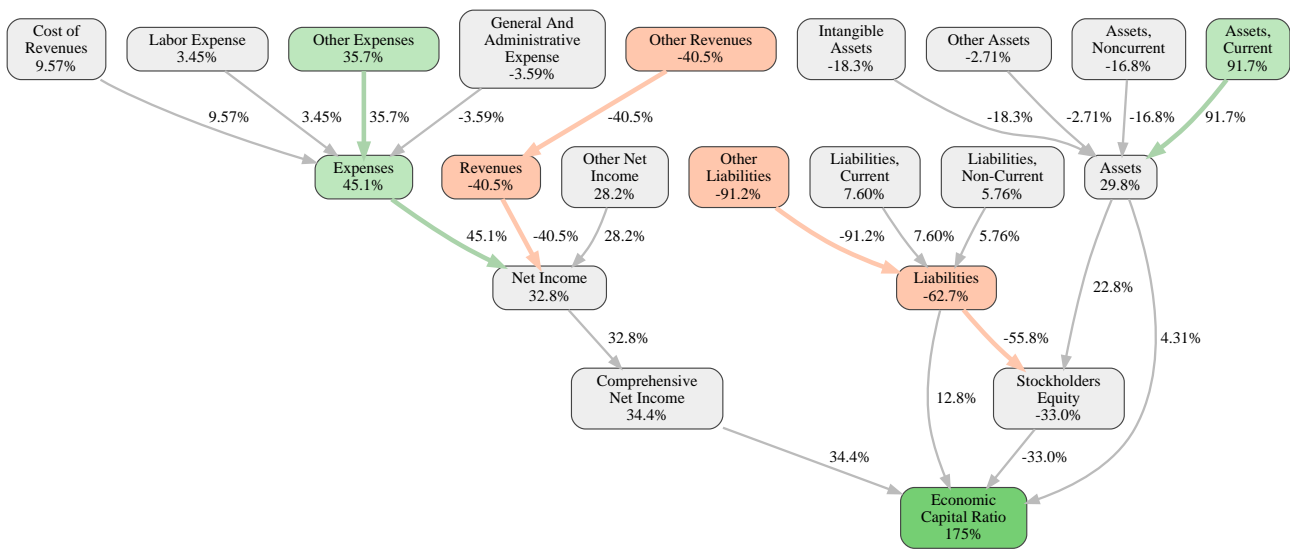 Cost of
Revenues
9.57%
Labor Expense
3.45%
Other Expenses
35.7%
General And
Administrative
Expense
-3.59%
Other Revenues
-40.5%
Intangible
Assets
-18.3%
Other Assets
-2.71%
Assets,
Noncurrent
-16.8%
Assets,
Current
91.7%
9.57%
3.45%
35.7%
-3.59%
-40.5%
-18.3%
-2.71%
-16.8%
91.7%
Expenses
45.1%
Revenues
-40.5%
Other Net
Income
28.2%
Other
Liabilities
-91.2%
Liabilities,
Current
7.60%
Liabilities,
Non-Current
5.76%
Assets
29.8%
45.1%
-40.5%
28.2%
-91.2%
7.60%
5.76%
Net Income
32.8%
Liabilities
-62.7%
22.8%
32.8%
-55.8%
4.31%
Comprehensive
Net Income
34.4%
12.8%
Stockholders
Equity
-33.0%
34.4%
-33.0%
Economic
Capital Ratio
175%